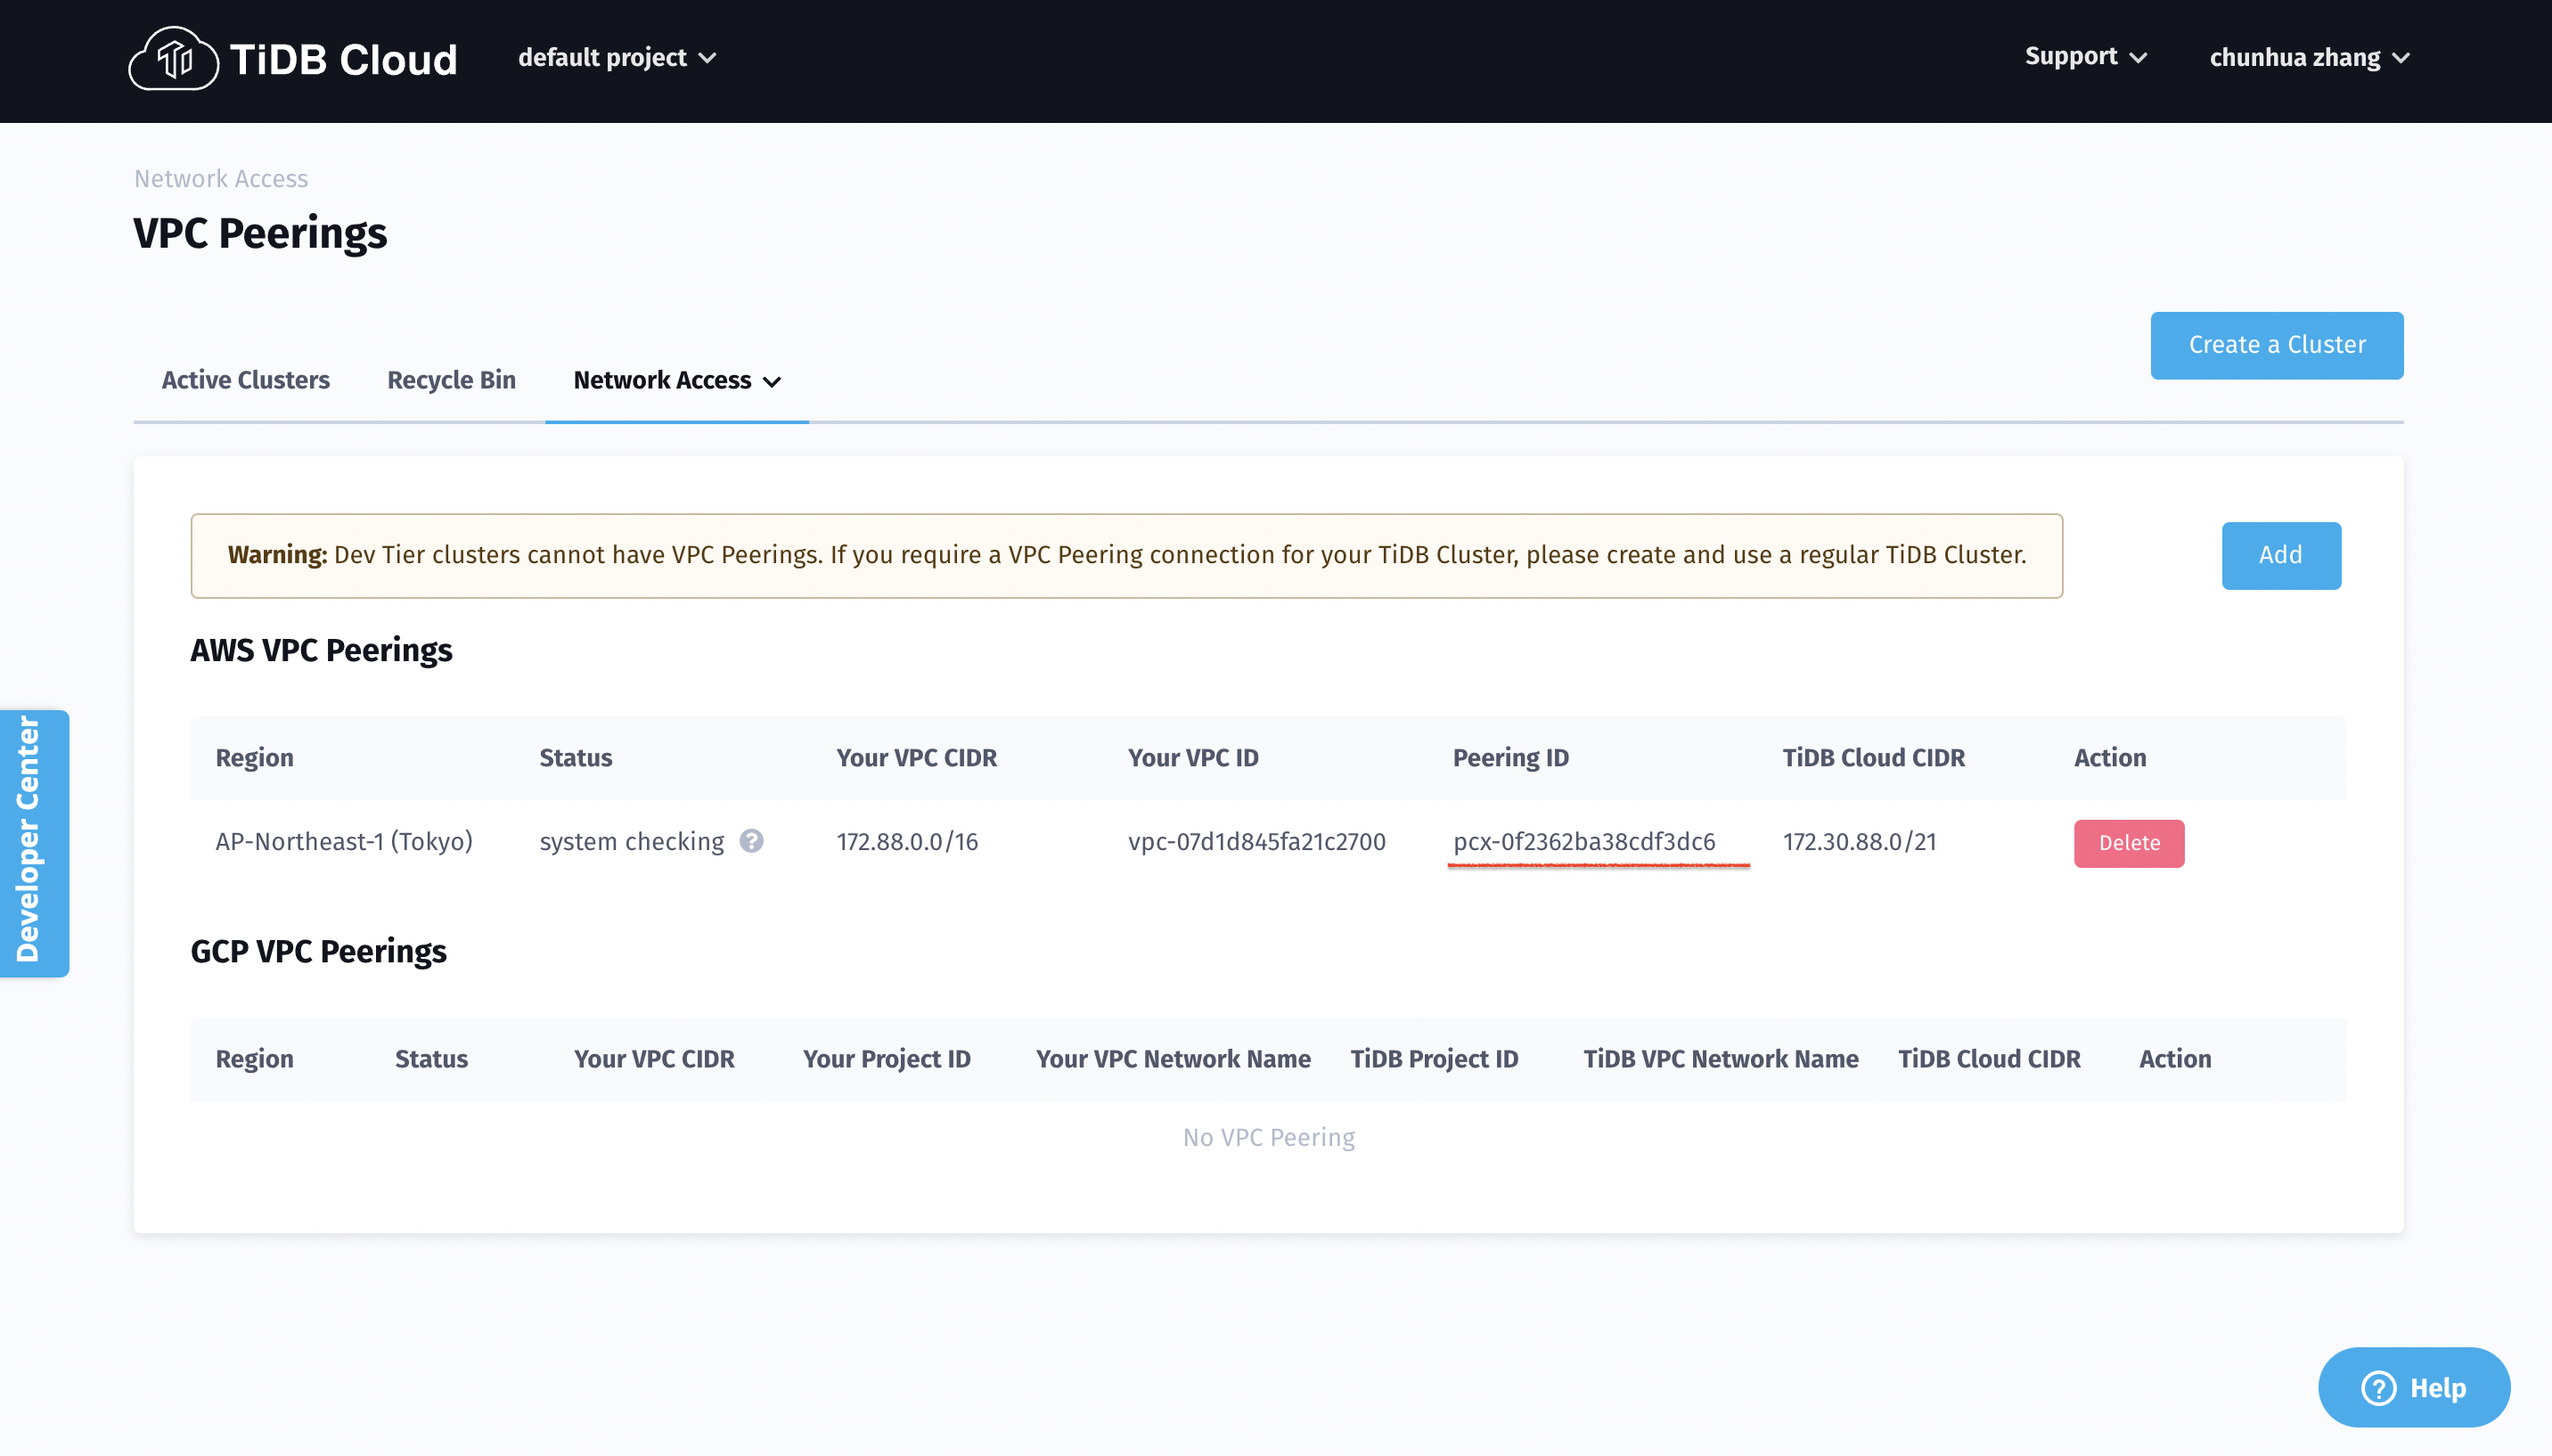 TiDB Cloud default project Support chunhua zhang
Network Access
VPC Peerings
Create a Cluster
Active Clusters Recycle Bin Network Access
Warning: Dev Tier clusters cannot have VPC Peerings. If you require a VPC Peering connection for your TiDB Cluster, please create and use a regular TiDB Cluster.
Add
AWS VPC Peerings
Region Status Your VPC CIDR Your VPC ID Peering ID TiDB Cloud CIDR Action
AP-Northeast-1 (Tokyo) system checking ? 172.88.0.0/16 vpc-07d1d845fa21c2700 pcx-0f2362ba38cdf3dc6 172.30.88.0/21 Delete
Developer Center
GCP VPC Peerings
Region Status Your VPC CIDR Your Project ID Your VPC Network Name TiDB Project ID TiDB VPC Network Name TiDB Cloud CIDR Action
No VPC Peering
? Help